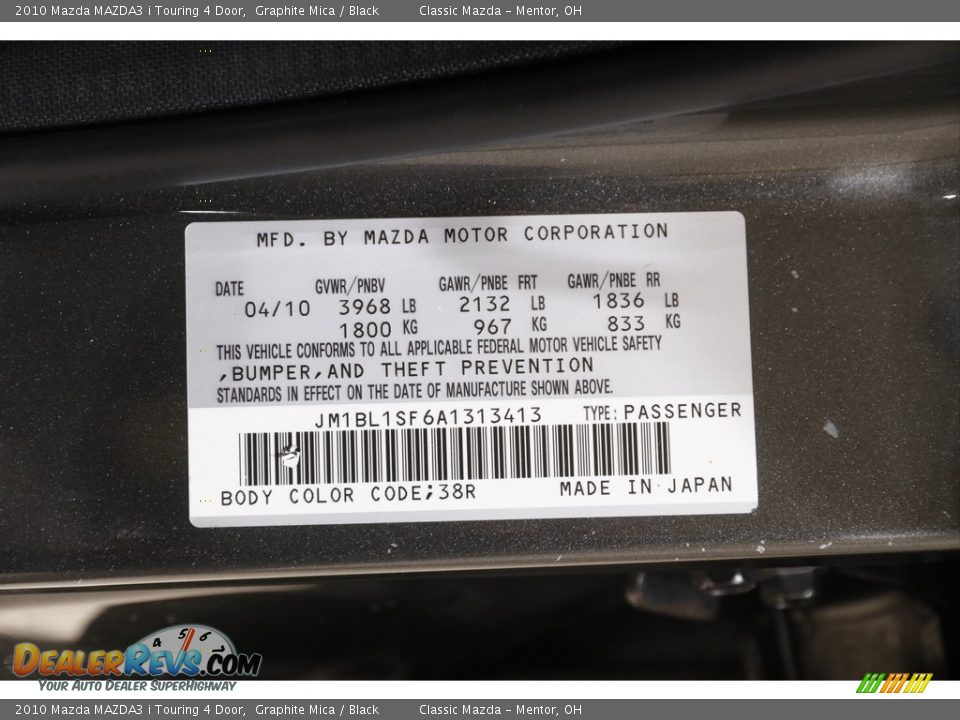 2010 Mazda MAZDA3 i Touring 4 Door, Graphite Mica / Black Classic Mazda - Mentor, OH
MFD. BY MAZDA MOTOR CORPORATION
DATE GVWR/PNBV GAWR/PNBE FRT GAWR/PNBE RR
04/10 3968 LB 2132 LB 1836 LB
1800 KG 967 KG 833 KG
THIS VEHICLE CONFORMS TO ALL APPLICABLE FEDERAL MOTOR VEHICLE SAFETY
,BUMPER,AND THEFT PREVENTION
STANDARDS IN EFFECT ON THE DATE OF MANUFACTURE SHOWN ABOVE.
JM1BL1SF6A1313413 TYPE: PASSENGER
BODY COLOR CODE;38R MADE IN JAPAN
4 5 6 7
DEALERREVS.COM
YOUR AUTO DEALER SUPERHIGHWAY
2010 Mazda MAZDA3 i Touring 4 Door, Graphite Mica / Black Classic Mazda - Mentor, OH